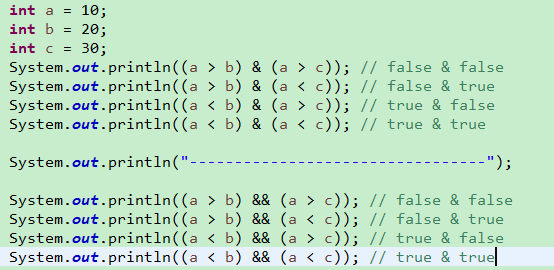 int a = 10;
int b = 20;
int c = 30;
System.out.println((a > b) & (a > c)); // false & false
System.out.println((a > b) & (a < c)); // false & true
System.out.println((a < b) & (a > c)); // true & false
System.out.println((a < b) & (a < c)); // true & true
System.out.println("---------------------------------");
System.out.println((a > b) && (a > c)); // false & false
System.out.println((a > b) && (a < c)); // false & true
System.out.println((a < b) && (a > c)); // true & false
System.out.println((a < b) && (a < c)); // true & true